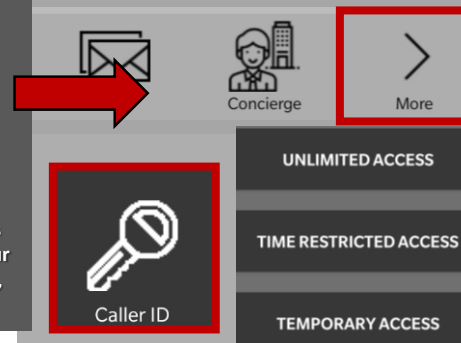 Concierge
More
UNLIMITED ACCESS
TIME RESTRICTED ACCESS
Caller ID
TEMPORARY ACCESS